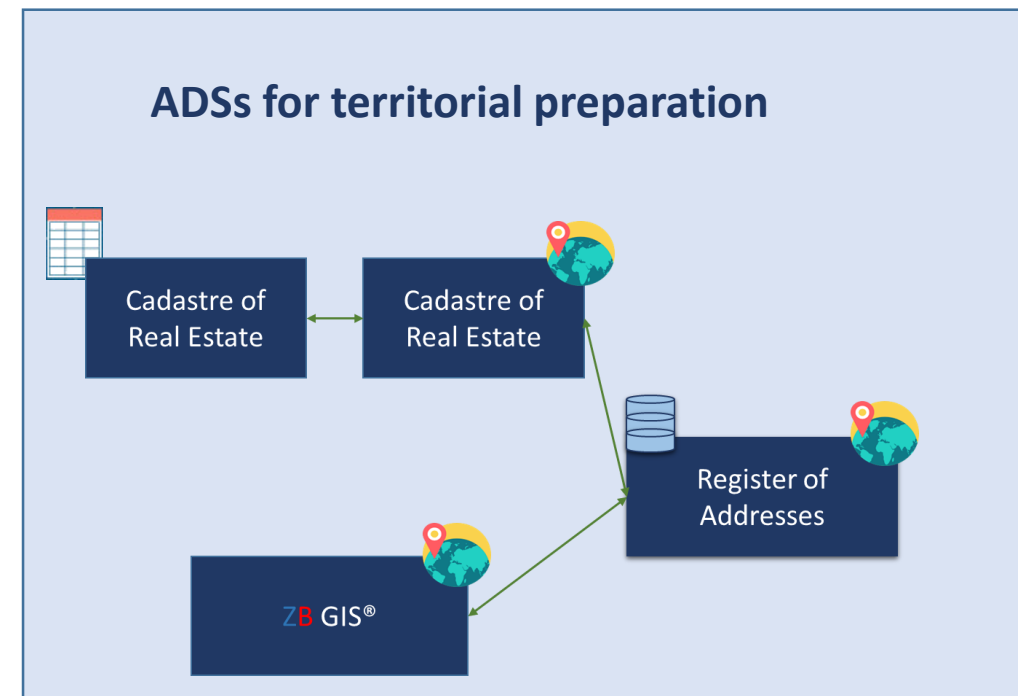 ADSs for territorial preparation
Cadastre of
Real Estate
Cadastre of
Real Estate
Register of
Addresses
ZB GIS®